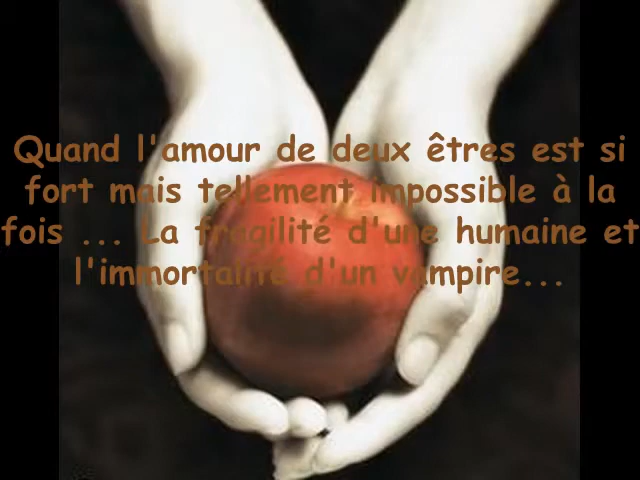 Quand l'amour de deux êtres est si
fort mais tellement impossible à la
fois ... La fragilité d'une humaine et
l'immortalité d'un vampire...